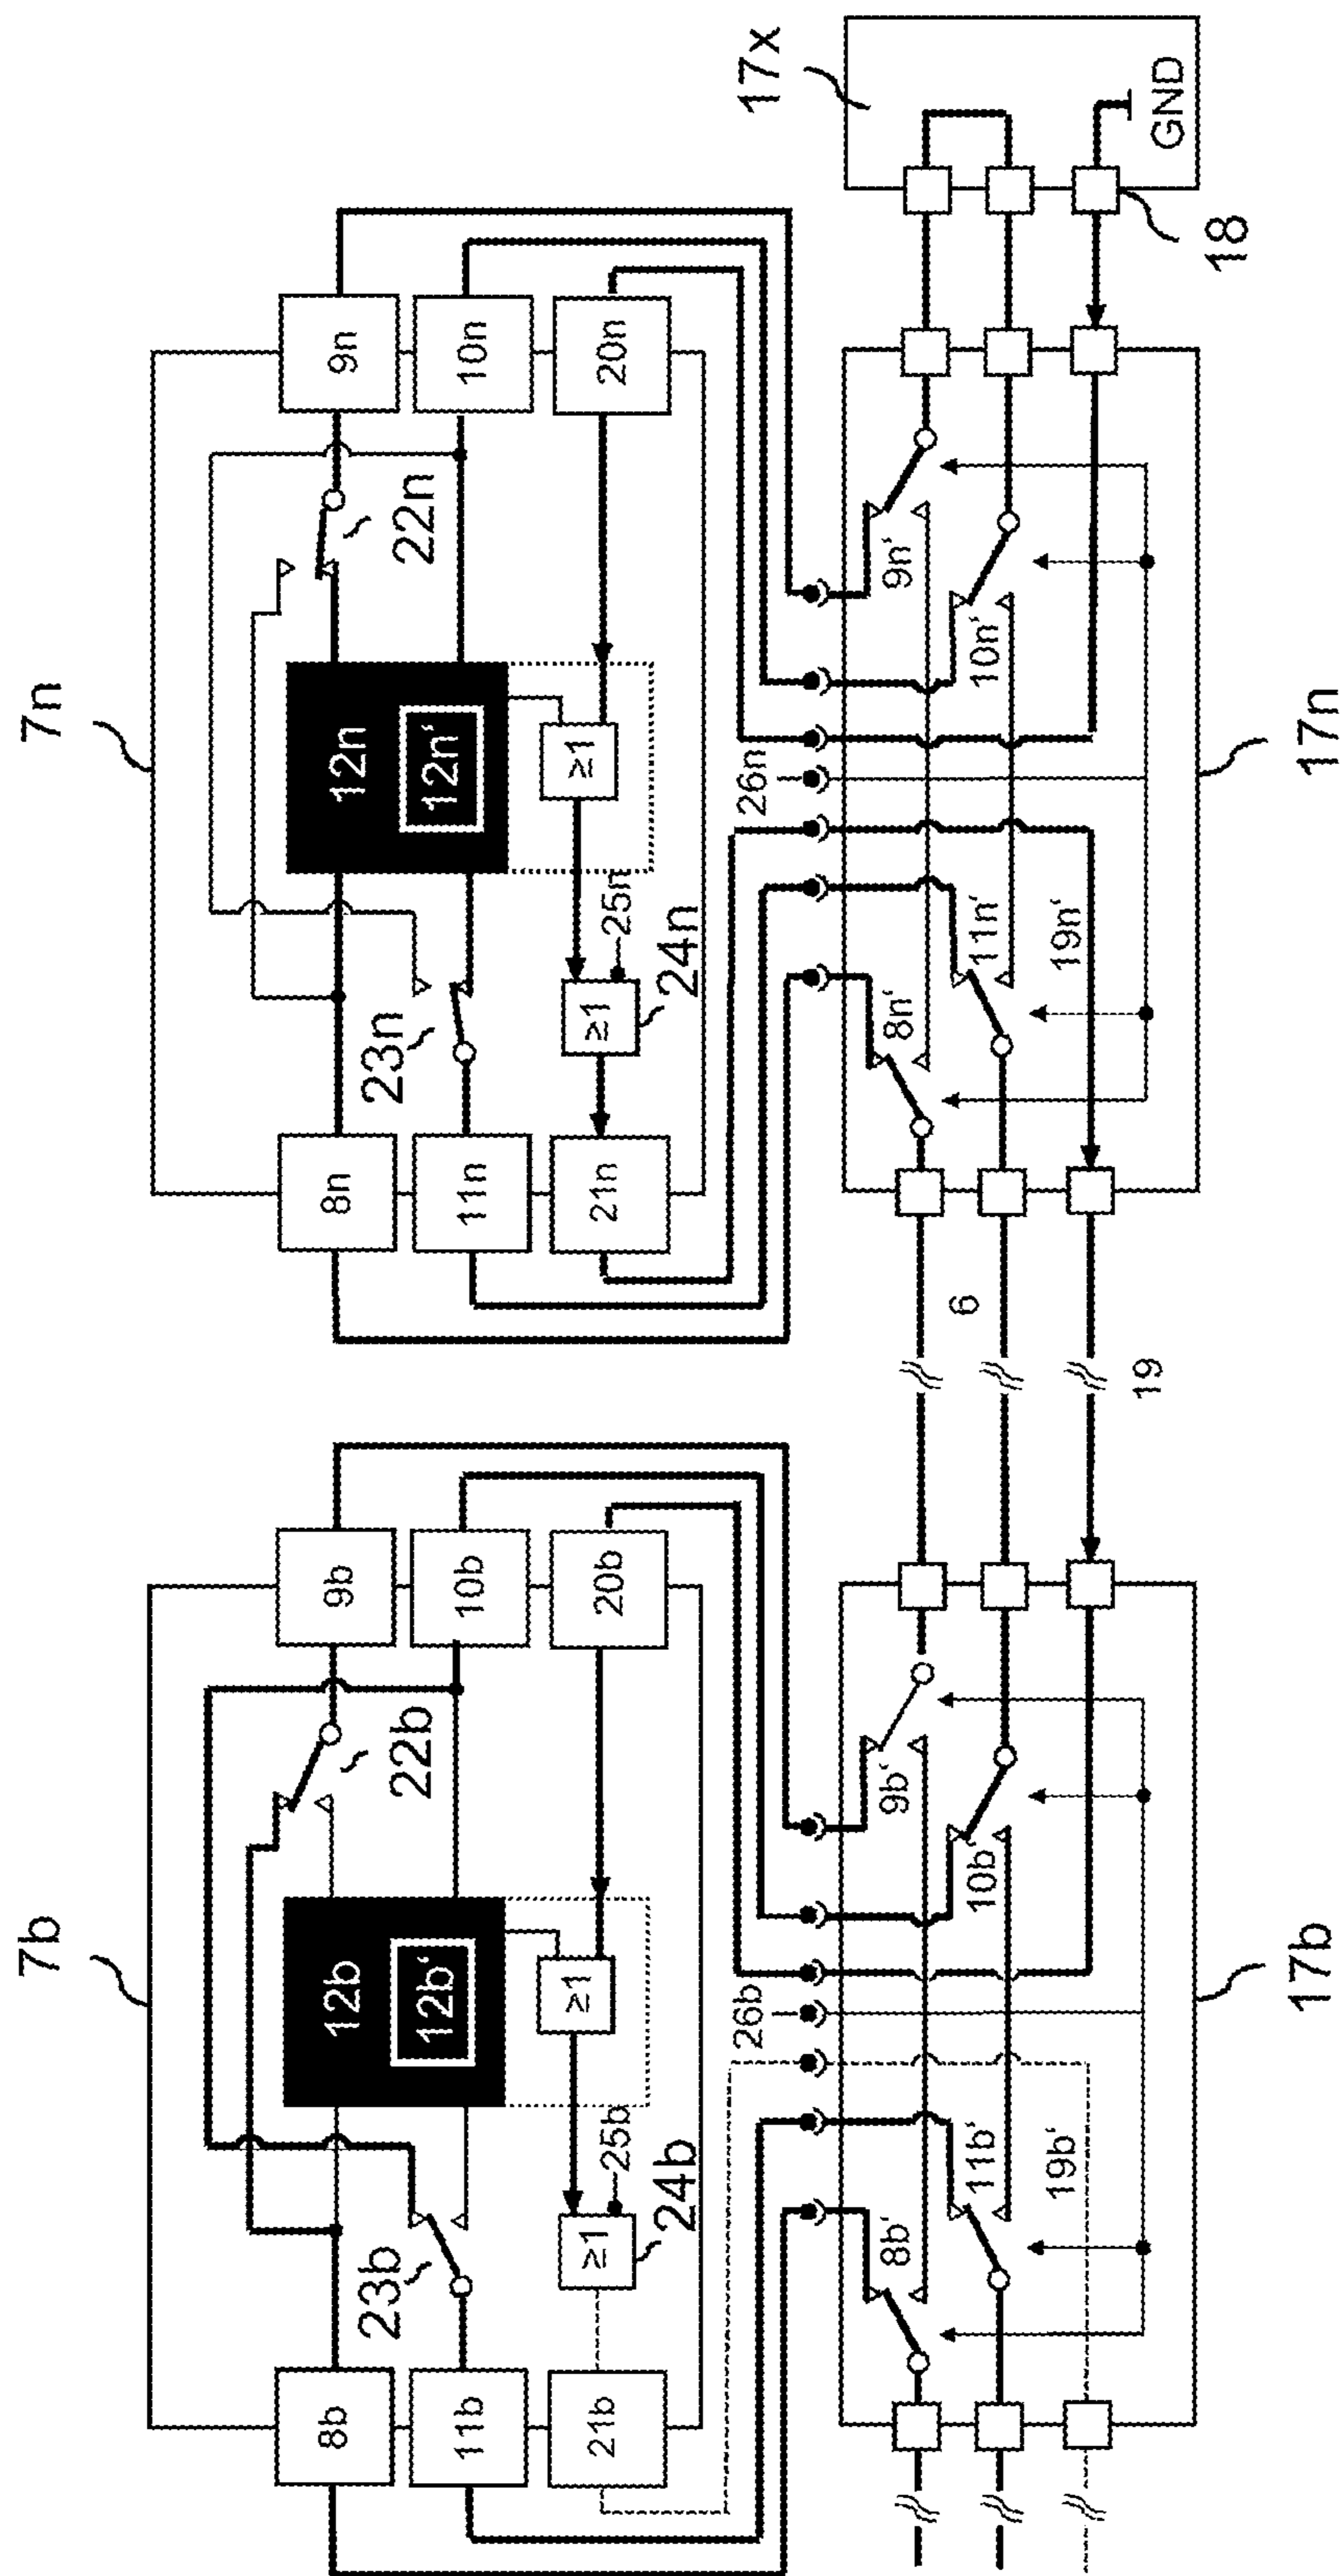 7b
7n
9b
22b
10b
20b
12b
12b'
≥1
25b
≥1
24b
23b
8b
11b
21b
9n
22n
10n
20n
12n
12n'
≥1
25n
≥1
24n
23n
8n
11n
21n
26b
9b'
10b'
8b'
11b'
19b'
17b
6
19
26n
9n'
10n'
8n'
11n'
19n'
17n
17x
GND
18